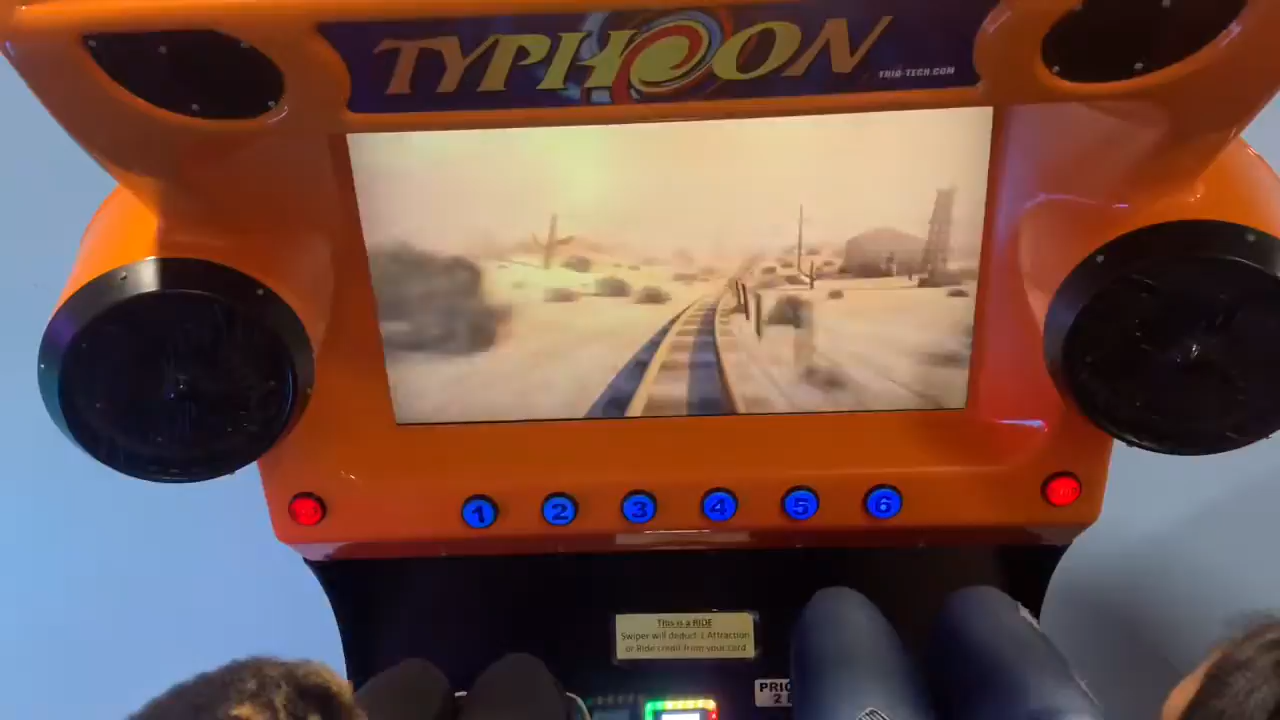 TYPHOON
TRIO-TECH.COM
1 2 3 4 5 6
This is a RIDE
Swiper will deduct 1 Attraction
or Ride credit from your card
PRIC
2